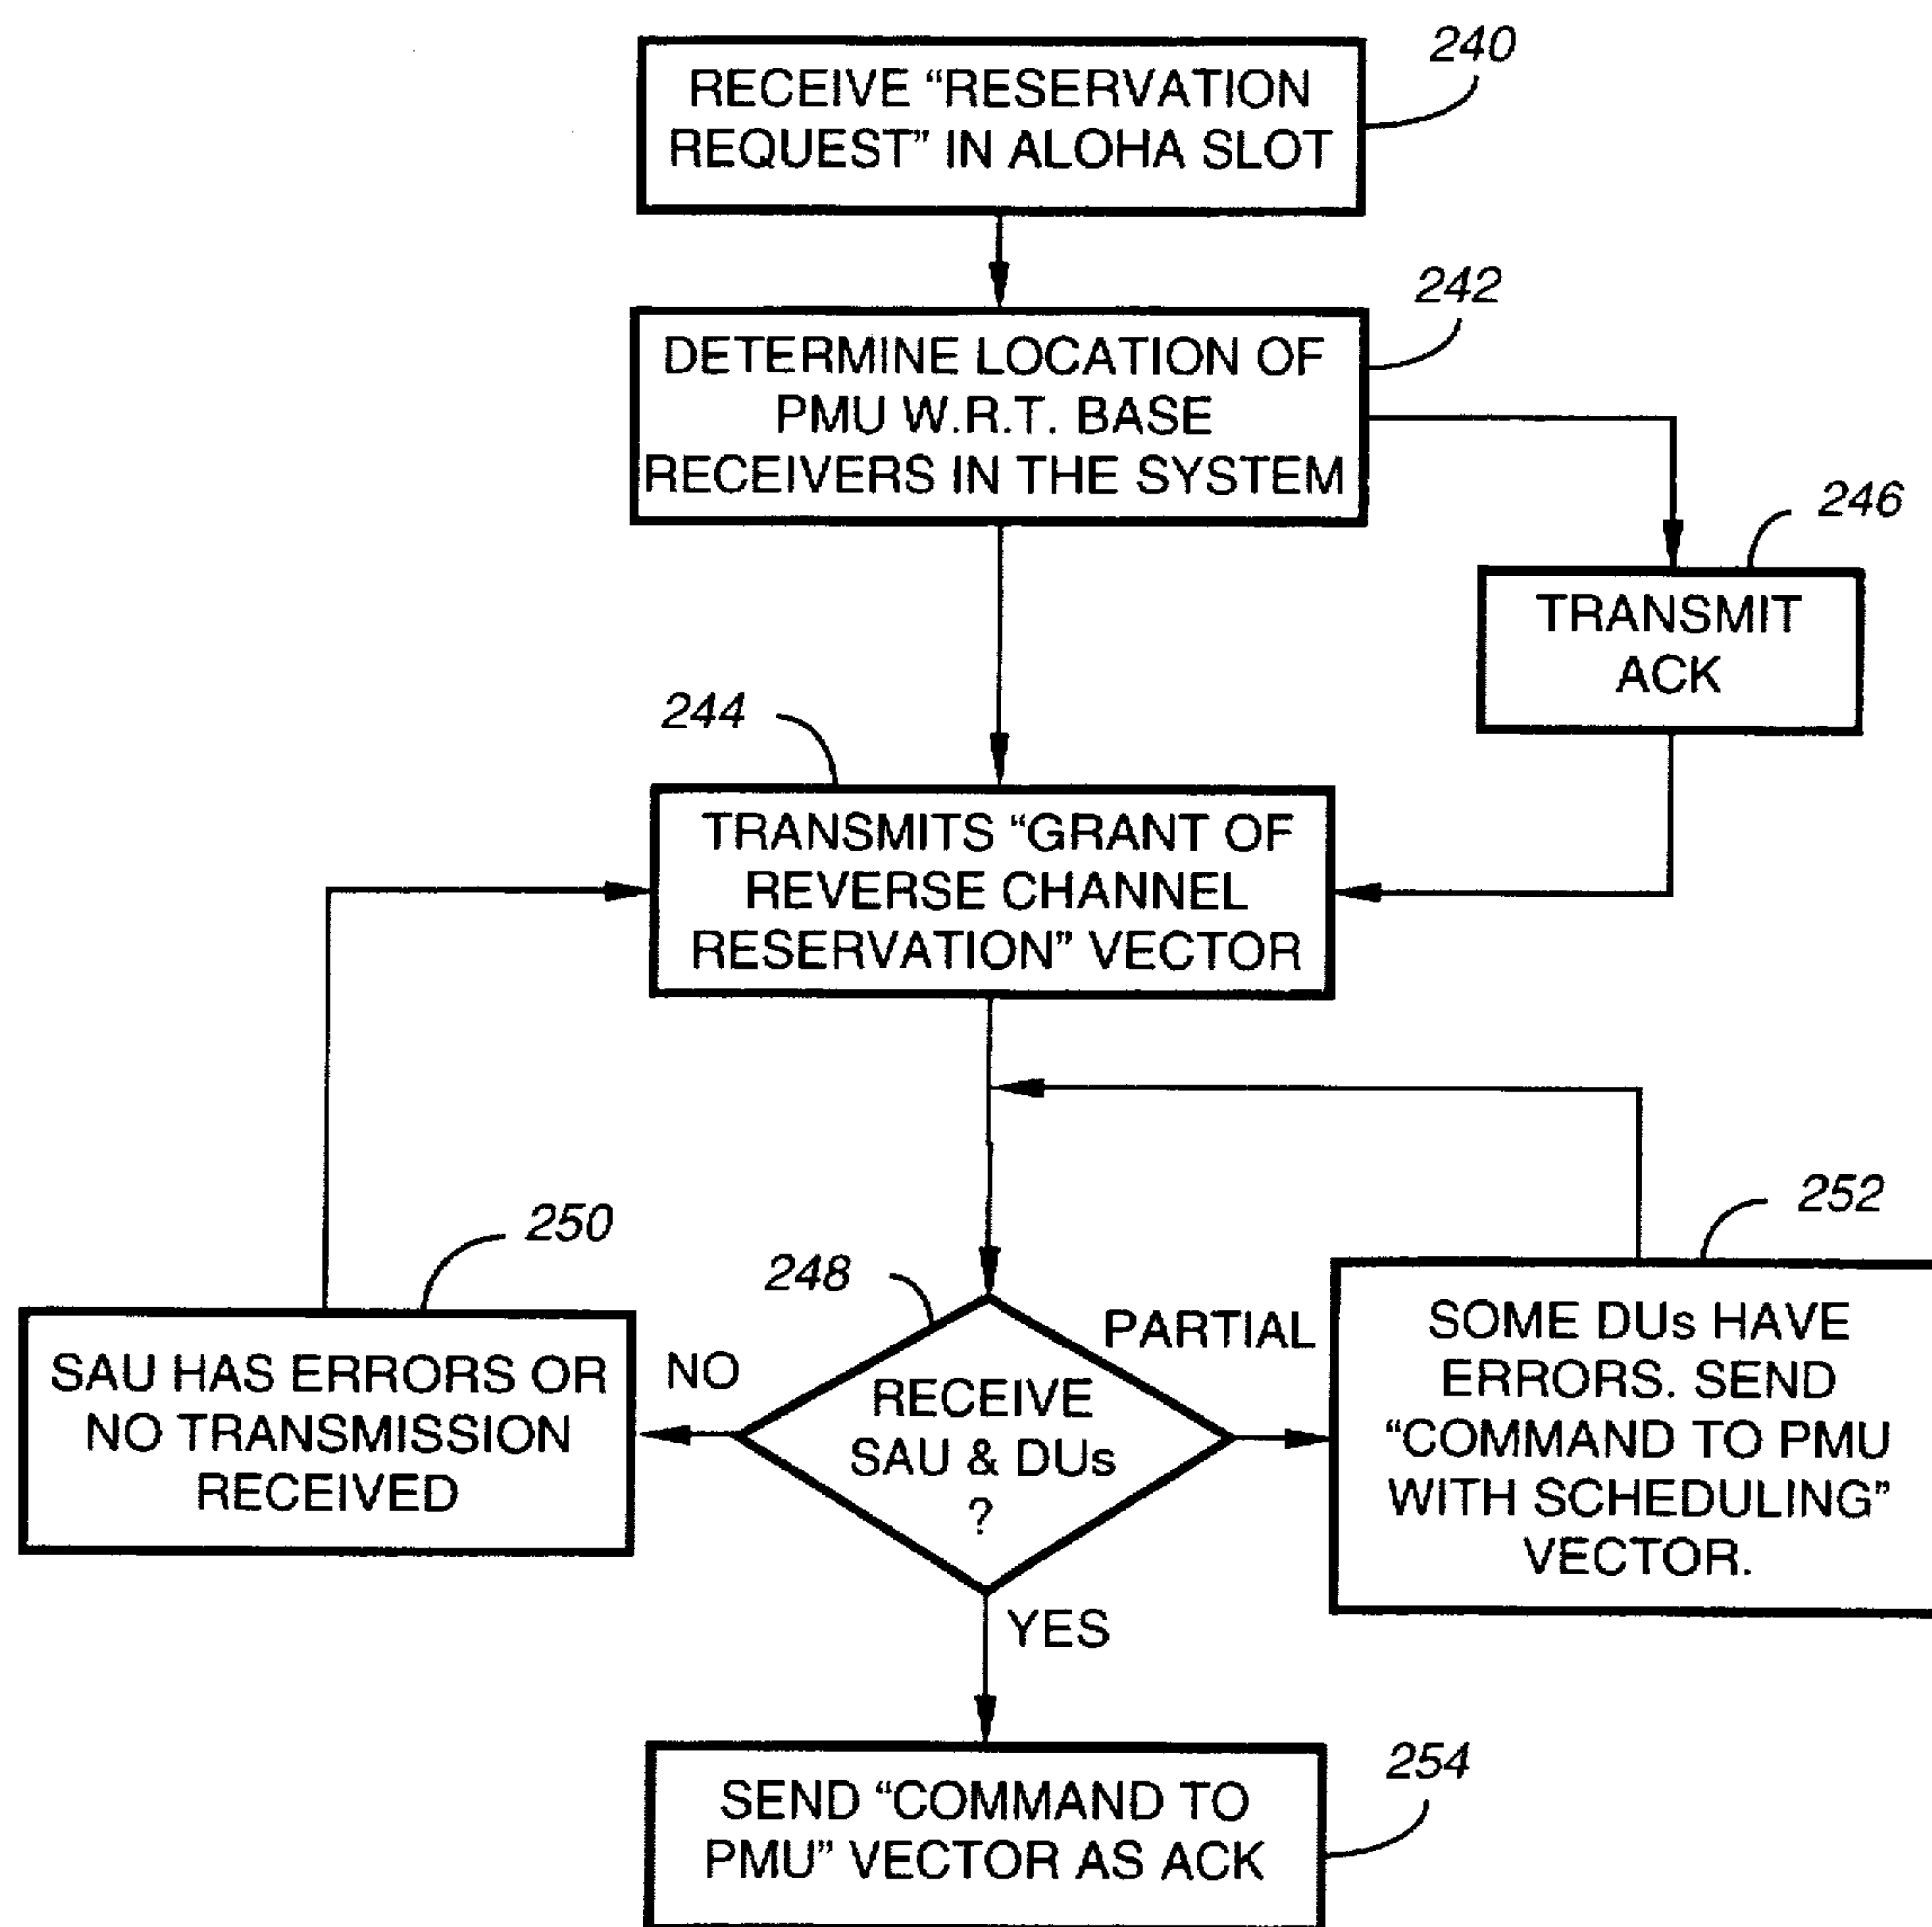 240
RECEIVE “RESERVATION
REQUEST” IN ALOHA SLOT
242
DETERMINE LOCATION OF
PMU W.R.T. BASE
RECEIVERS IN THE SYSTEM
246
TRANSMIT
ACK
244
TRANSMITS “GRANT OF
REVERSE CHANNEL
RESERVATION” VECTOR
250
SAU HAS ERRORS OR
NO TRANSMISSION
RECEIVED
NO
248
RECEIVE
SAU & DUs
?
PARTIAL
252
SOME DUs HAVE
ERRORS. SEND
“COMMAND TO PMU
WITH SCHEDULING”
VECTOR.
YES
254
SEND “COMMAND TO
PMU” VECTOR AS ACK